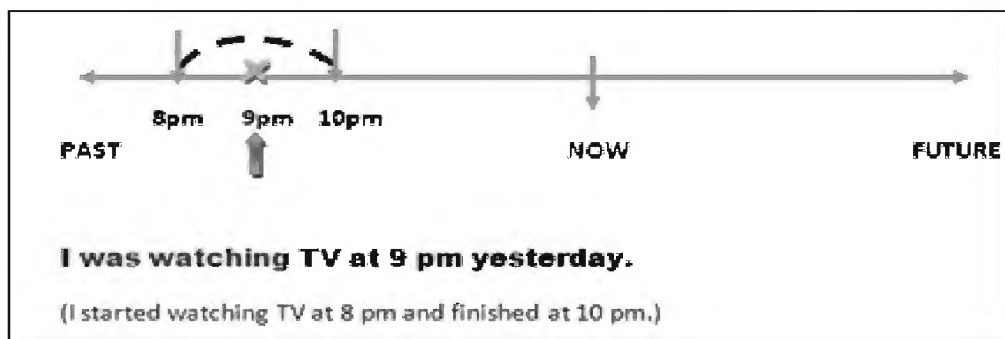 8pm 9pm 10pm
PAST NOW FUTURE
I was watching TV at 9 pm yesterday.
(I started watching TV at 8 pm and finished at 10 pm.)